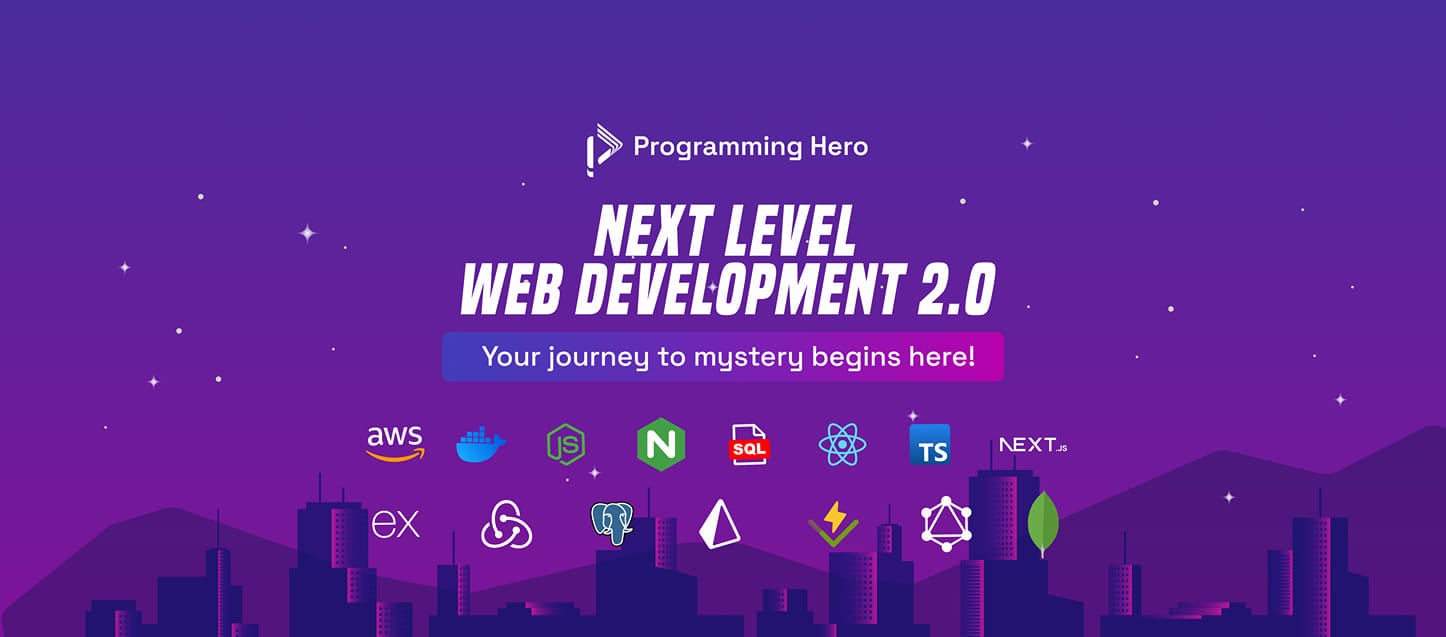 Programming Hero
NEXT LEVEL
WEB DEVELOPMENT 2.0
Your journey to mystery begins here!
aws
JS
N
SQL
TS
NEXT.JS
ex